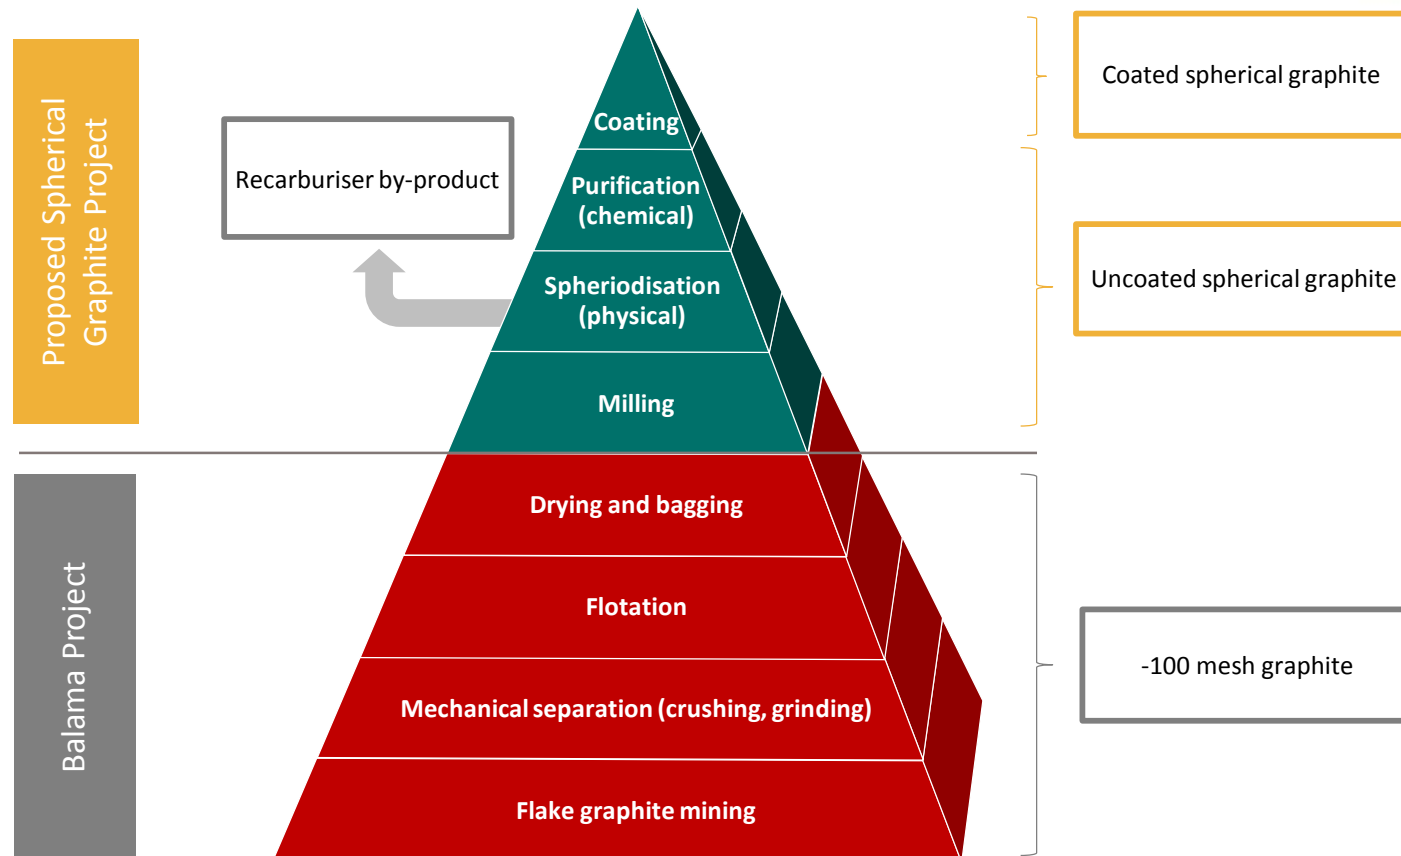 Proposed Spherical
Graphite Project
Balama Project
Recarburiser by-product
Coating
Purification
(chemical)
Spheriodisation
(physical)
Milling
Drying and bagging
Flotation
Mechanical separation (crushing, grinding)
Flake graphite mining
Coated spherical graphite
Uncoated spherical graphite
-100 mesh graphite